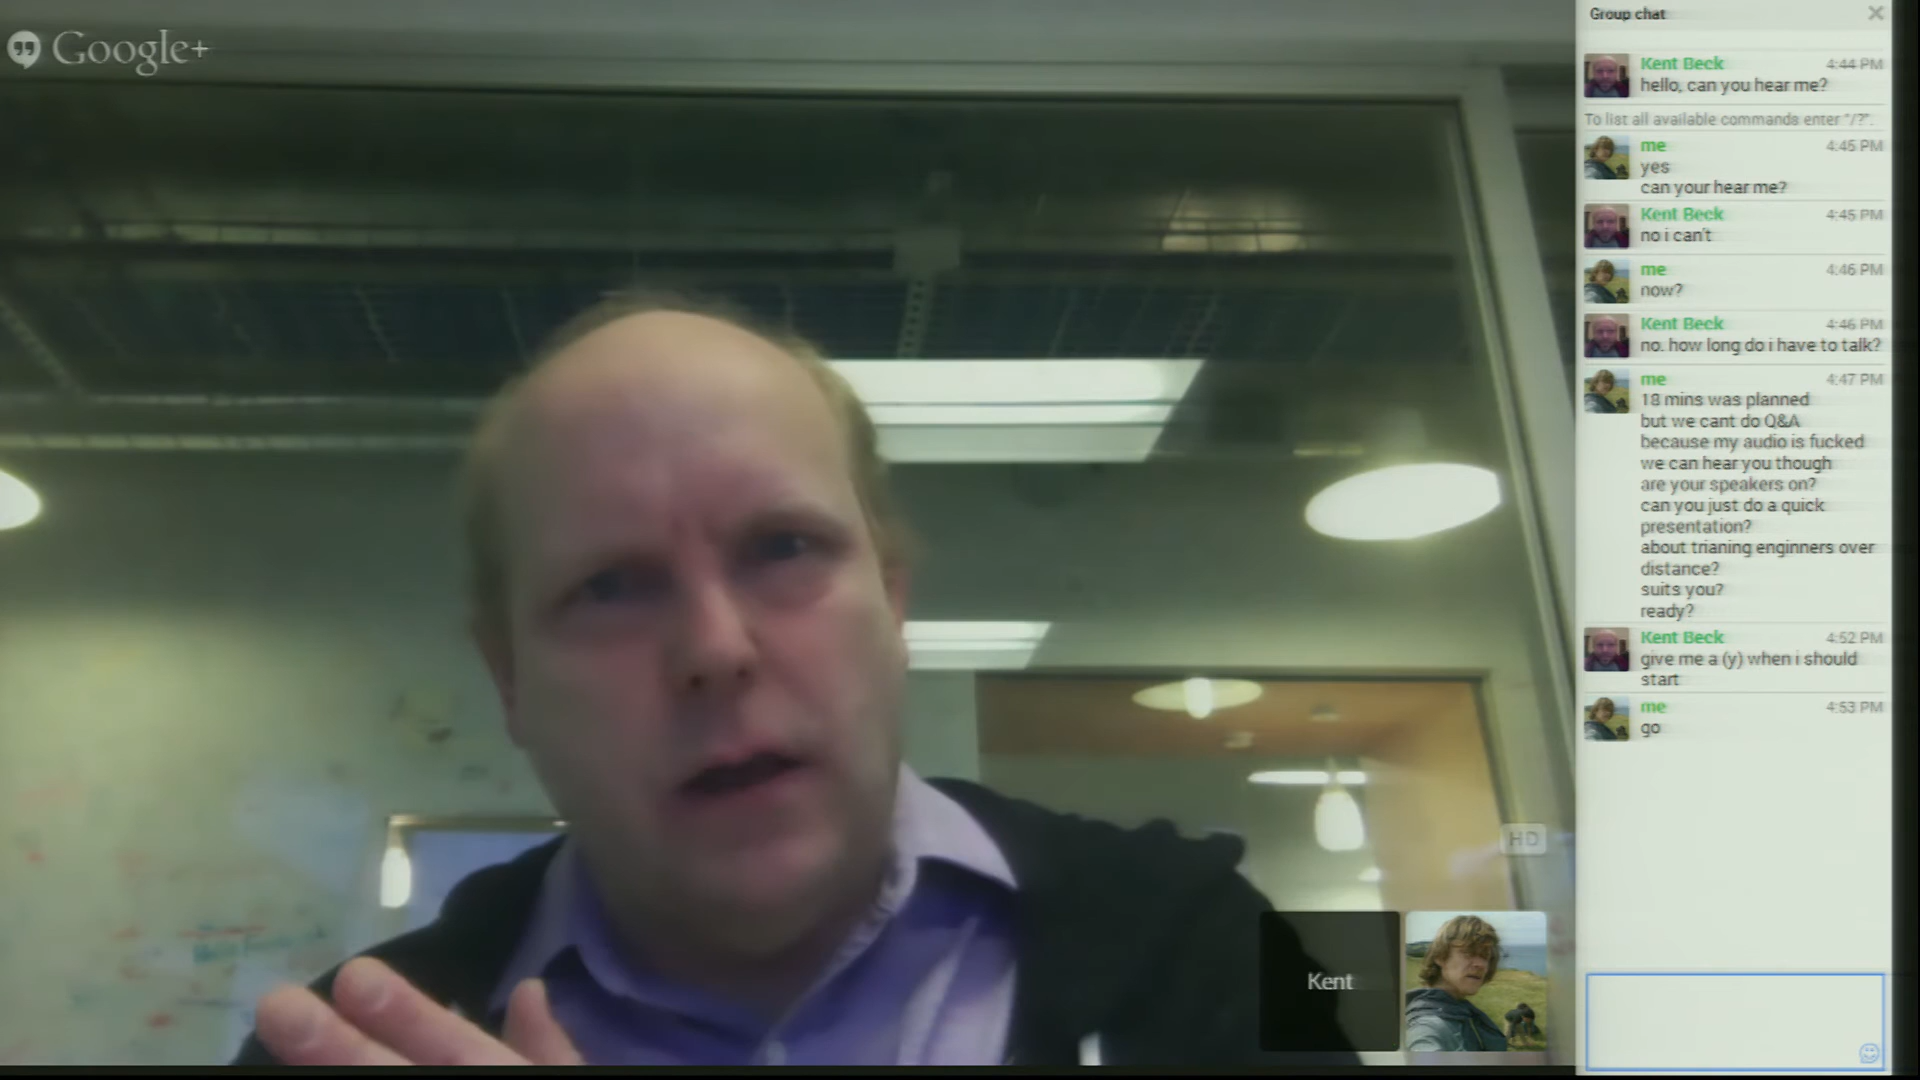 Google+
Group chat
Kent Beck 4:44 PM
hello, can you hear me?
To list all available commands enter "/?".
me 4:45 PM
yes
can your hear me?
Kent Beck 4:45 PM
no i can't
me 4:46 PM
now?
Kent Beck 4:46 PM
no. how long do i have to talk?
me 4:47 PM
18 mins was planned
but we cant do Q&A
because my audio is fucked
we can hear you though
are your speakers on?
can you just do a quick
presentation?
about trianing enginners over
distance?
suits you?
ready?
Kent Beck 4:52 PM
give me a (y) when i should
start
me 4:53 PM
go
HD
Kent